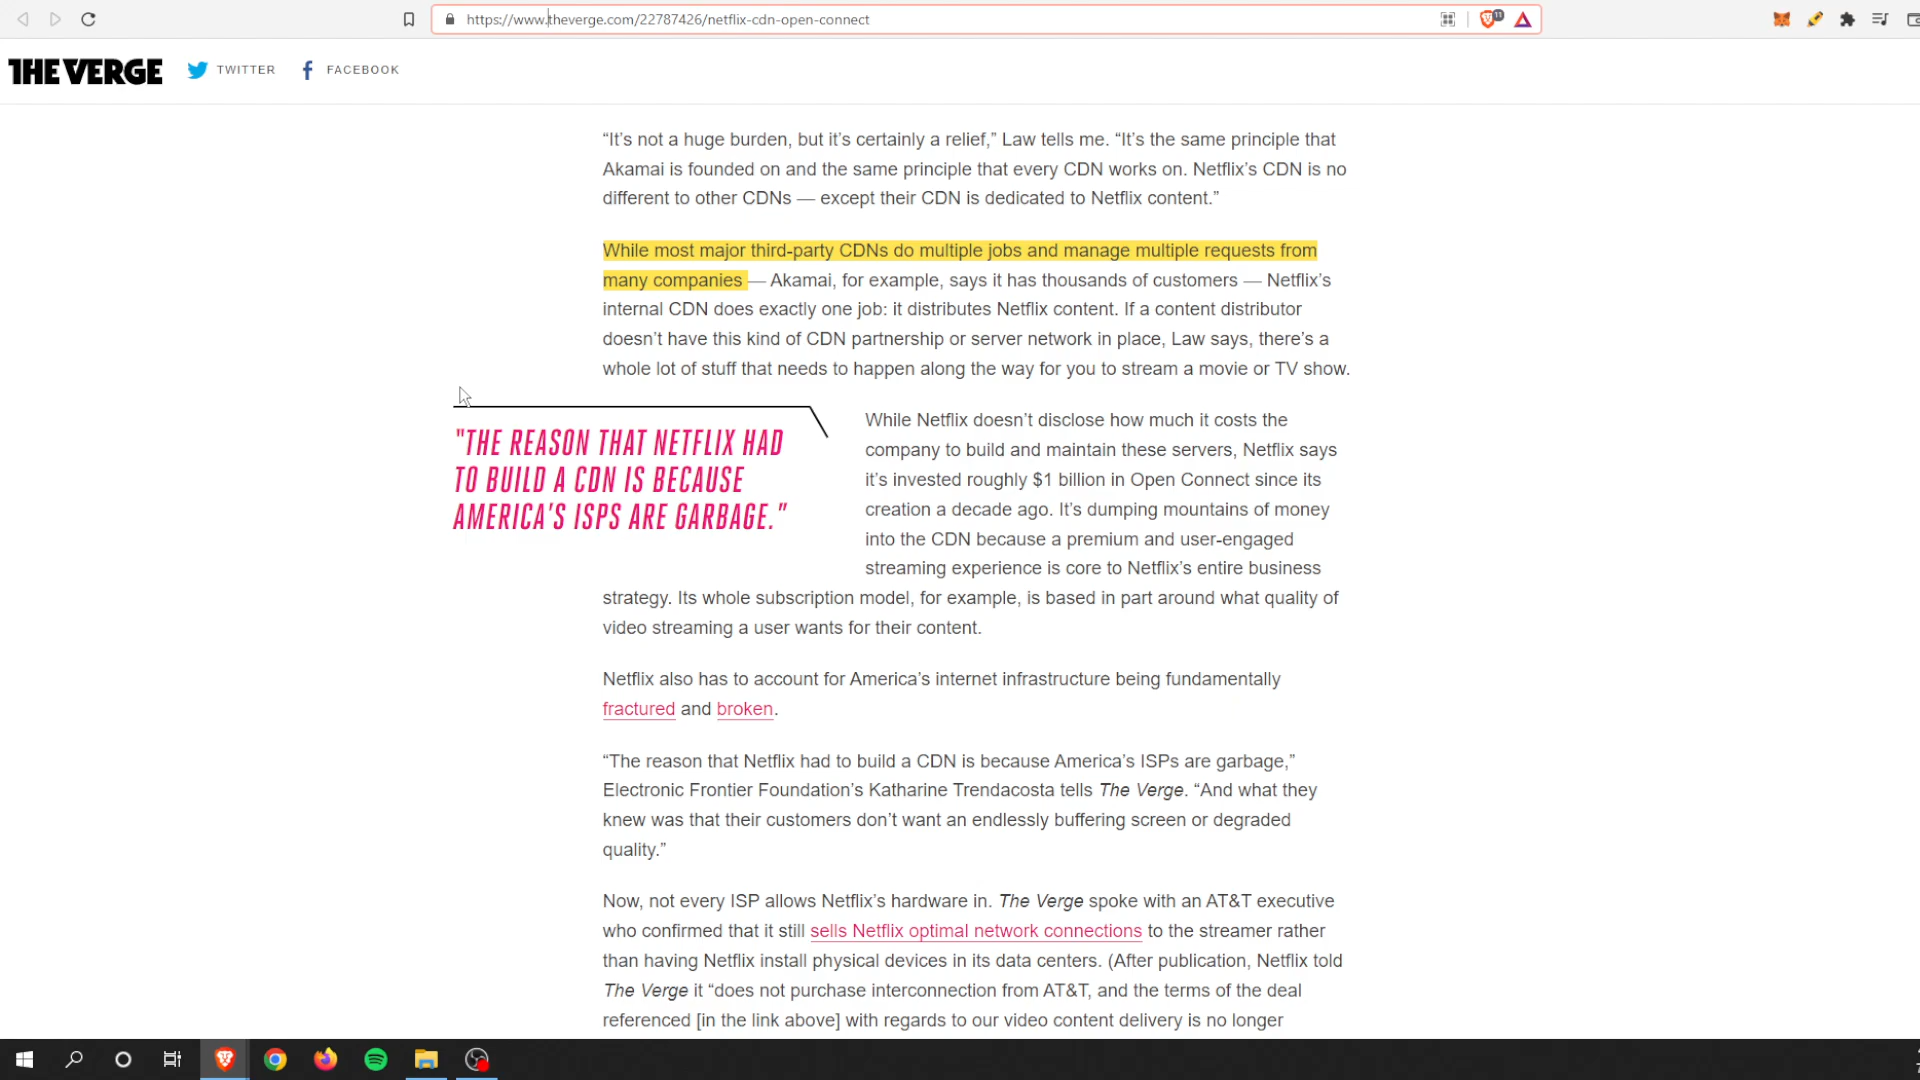 https://www.theverge.com/22787426/netflix-cdn-open-connect
11
THE VERGE
TWITTER
FACEBOOK
“It’s not a huge burden, but it’s certainly a relief,” Law tells me. “It’s the same principle that
Akamai is founded on and the same principle that every CDN works on. Netflix’s CDN is no
different to other CDNs — except their CDN is dedicated to Netflix content.”
While most major third-party CDNs do multiple jobs and manage multiple requests from
many companies — Akamai, for example, says it has thousands of customers — Netflix’s
internal CDN does exactly one job: it distributes Netflix content. If a content distributor
doesn’t have this kind of CDN partnership or server network in place, Law says, there’s a
whole lot of stuff that needs to happen along the way for you to stream a movie or TV show.
"THE REASON THAT NETFLIX HAD
TO BUILD A CDN IS BECAUSE
AMERICA’S ISPS ARE GARBAGE."
While Netflix doesn’t disclose how much it costs the
company to build and maintain these servers, Netflix says
it’s invested roughly $1 billion in Open Connect since its
creation a decade ago. It’s dumping mountains of money
into the CDN because a premium and user-engaged
streaming experience is core to Netflix’s entire business
strategy. Its whole subscription model, for example, is based in part around what quality of
video streaming a user wants for their content.
Netflix also has to account for America’s internet infrastructure being fundamentally
fractured and broken.
“The reason that Netflix had to build a CDN is because America’s ISPs are garbage,”
Electronic Frontier Foundation’s Katharine Trendacosta tells The Verge. “And what they
knew was that their customers don’t want an endlessly buffering screen or degraded
quality.”
Now, not every ISP allows Netflix’s hardware in. The Verge spoke with an AT&T executive
who confirmed that it still sells Netflix optimal network connections to the streamer rather
than having Netflix install physical devices in its data centers. (After publication, Netflix told
The Verge it “does not purchase interconnection from AT&T, and the terms of the deal
referenced [in the link above] with regards to our video content delivery is no longer